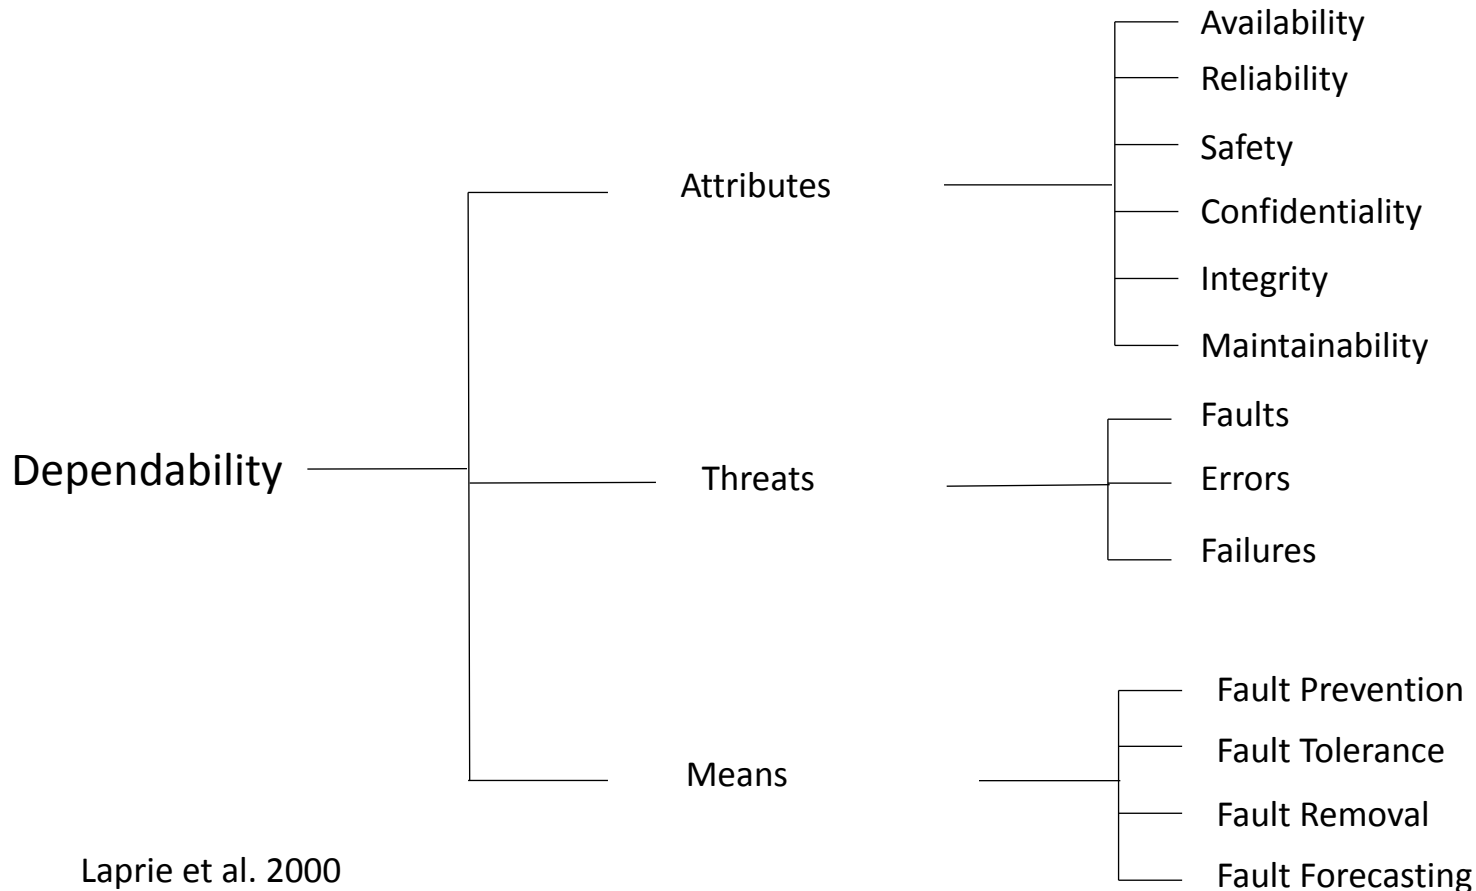 Dependability
Attributes
Availability
Reliability
Safety
Confidentiality
Integrity
Maintainability
Threats
Faults
Errors
Failures
Means
Fault Prevention
Fault Tolerance
Fault Removal
Fault Forecasting
Laprie et al. 2000